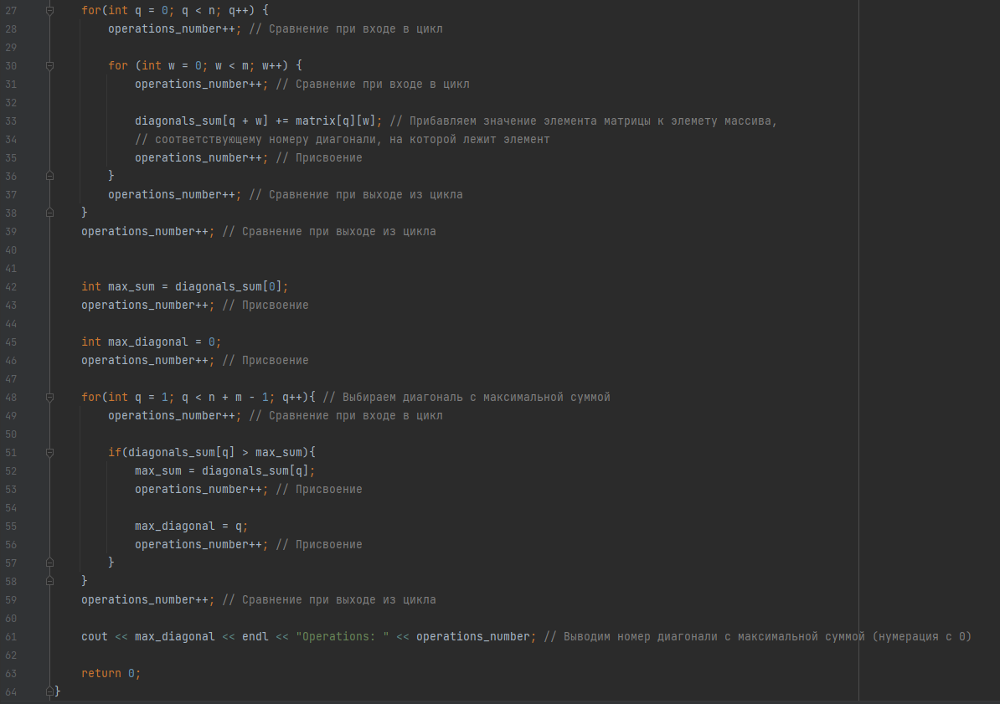 27 for(int q = 0; q < n; q++) {
28 operations_number++; // Сравнение при входе в цикл
29
30 for (int w = 0; w < m; w++) {
31 operations_number++; // Сравнение при входе в цикл
32
33 diagonals_sum[q + w] += matrix[q][w]; // Прибавляем значение элемента матрицы к элемету массива,
34 // соответствующему номеру диагонали, на которой лежит элемент
35 operations_number++; // Присвоение
36 }
37 operations_number++; // Сравнение при выходе из цикла
38 }
39 operations_number++; // Сравнение при выходе из цикла
40
41
42 int max_sum = diagonals_sum[0];
43 operations_number++; // Присвоение
44
45 int max_diagonal = 0;
46 operations_number++; // Присвоение
47
48 for(int q = 1; q < n + m - 1; q++){ // Выбираем диагональ с максимальной суммой
49 operations_number++; // Сравнение при входе в цикл
50
51 if(diagonals_sum[q] > max_sum){
52 max_sum = diagonals_sum[q];
53 operations_number++; // Присвоение
54
55 max_diagonal = q;
56 operations_number++; // Присвоение
57 }
58 }
59 operations_number++; // Сравнение при выходе из цикла
60
61 cout << max_diagonal << endl << "Operations: " << operations_number; // Выводим номер диагонали с максимальной суммой (нумерация с 0)
62
63 return 0;
64 }